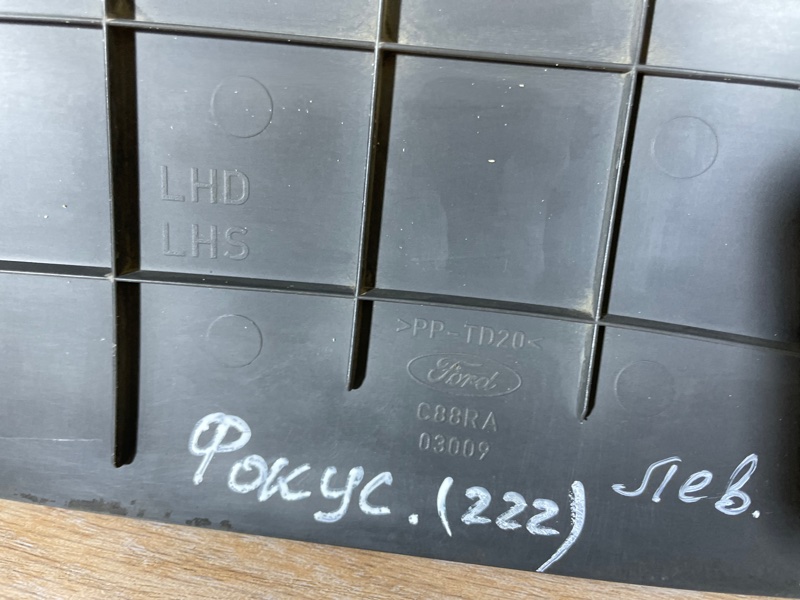 LHD
LHS
>PP-TD20<
Ford
C88RA
03009
Фокус. (222) лев.